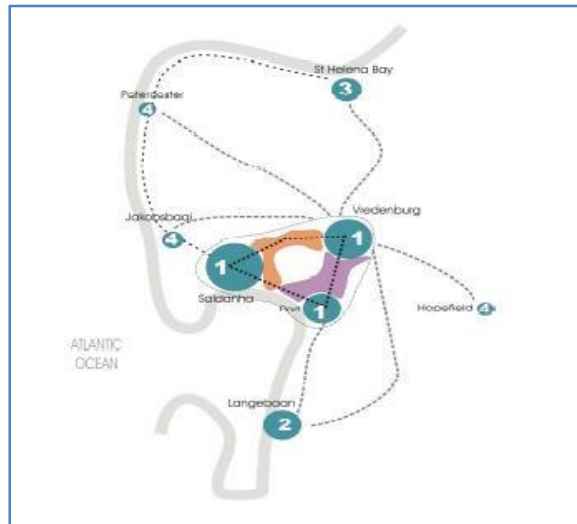 St Helena Bay
3
Paternoster
4
Vredenburg
1
Jakobsbaai
4
1
Saldanha
Port
1
Hopefield
4
ATLANTIC
OCEAN
Langebaan
2